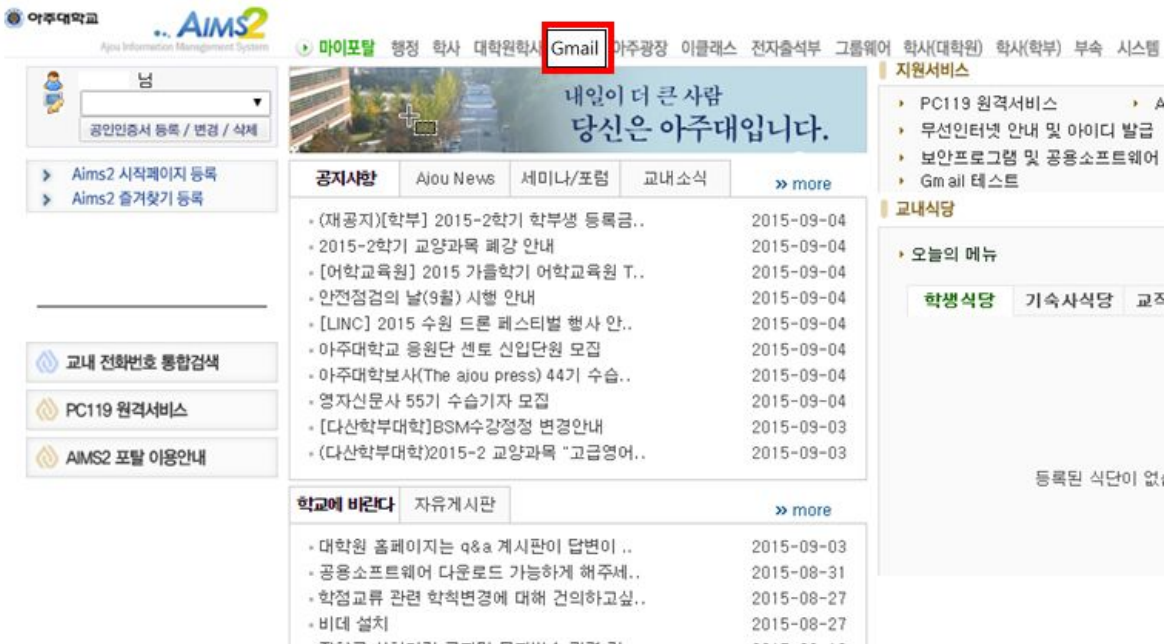 아주대학교
AIMS2
Ajou Information Management System
마이포탈 행정 학사 대학원학사 Gmail 아주광장 이클래스 전자출석부 그룹웨어 학사(대학원) 학사(학부) 부속 시스템
님
공인인증서 등록 / 변경 / 삭제
Aims2 시작페이지 등록
Aims2 즐겨찾기 등록
교내 전화번호 통합검색
PC119 원격서비스
AIMS2 포탈 이용안내
내일이 더 큰 사람
당신은 아주대입니다.
공지사항 Ajou News 세미나/포럼 교내소식 » more
(재공지)[학부] 2015-2학기 학부생 등록금.. 2015-09-04
2015-2학기 교양과목 폐강 안내 2015-09-04
[어학교육원] 2015 가을학기 어학교육원 T.. 2015-09-04
안전점검의 날(9월) 시행 안내 2015-09-04
[LINC] 2015 수원 드론 페스티벌 행사 안.. 2015-09-04
아주대학교 응원단 센토 신입단원 모집 2015-09-04
아주대학보사(The ajou press) 44기 수습.. 2015-09-04
영자신문사 55기 수습기자 모집 2015-09-04
[다산학부대학]BSM수강정정 변경안내 2015-09-03
(다산학부대학)2015-2 교양과목 "고급영어.. 2015-09-03
학교에 바란다 자유게시판 » more
대학원 홈페이지는 q&a 게시판이 답변이 .. 2015-09-03
공용소프트웨어 다운로드 가능하게 해주세.. 2015-08-31
학점교류 관련 학칙변경에 대해 건의하고싶.. 2015-08-27
비데 설치 2015-08-27
지원서비스
PC119 원격서비스 A
무선인터넷 안내 및 아이디 발급
보안프로그램 및 공용소프트웨어
Gmail 테스트
교내식당
오늘의 메뉴
학생식당 기숙사식당 교직
등록된 식단이 없